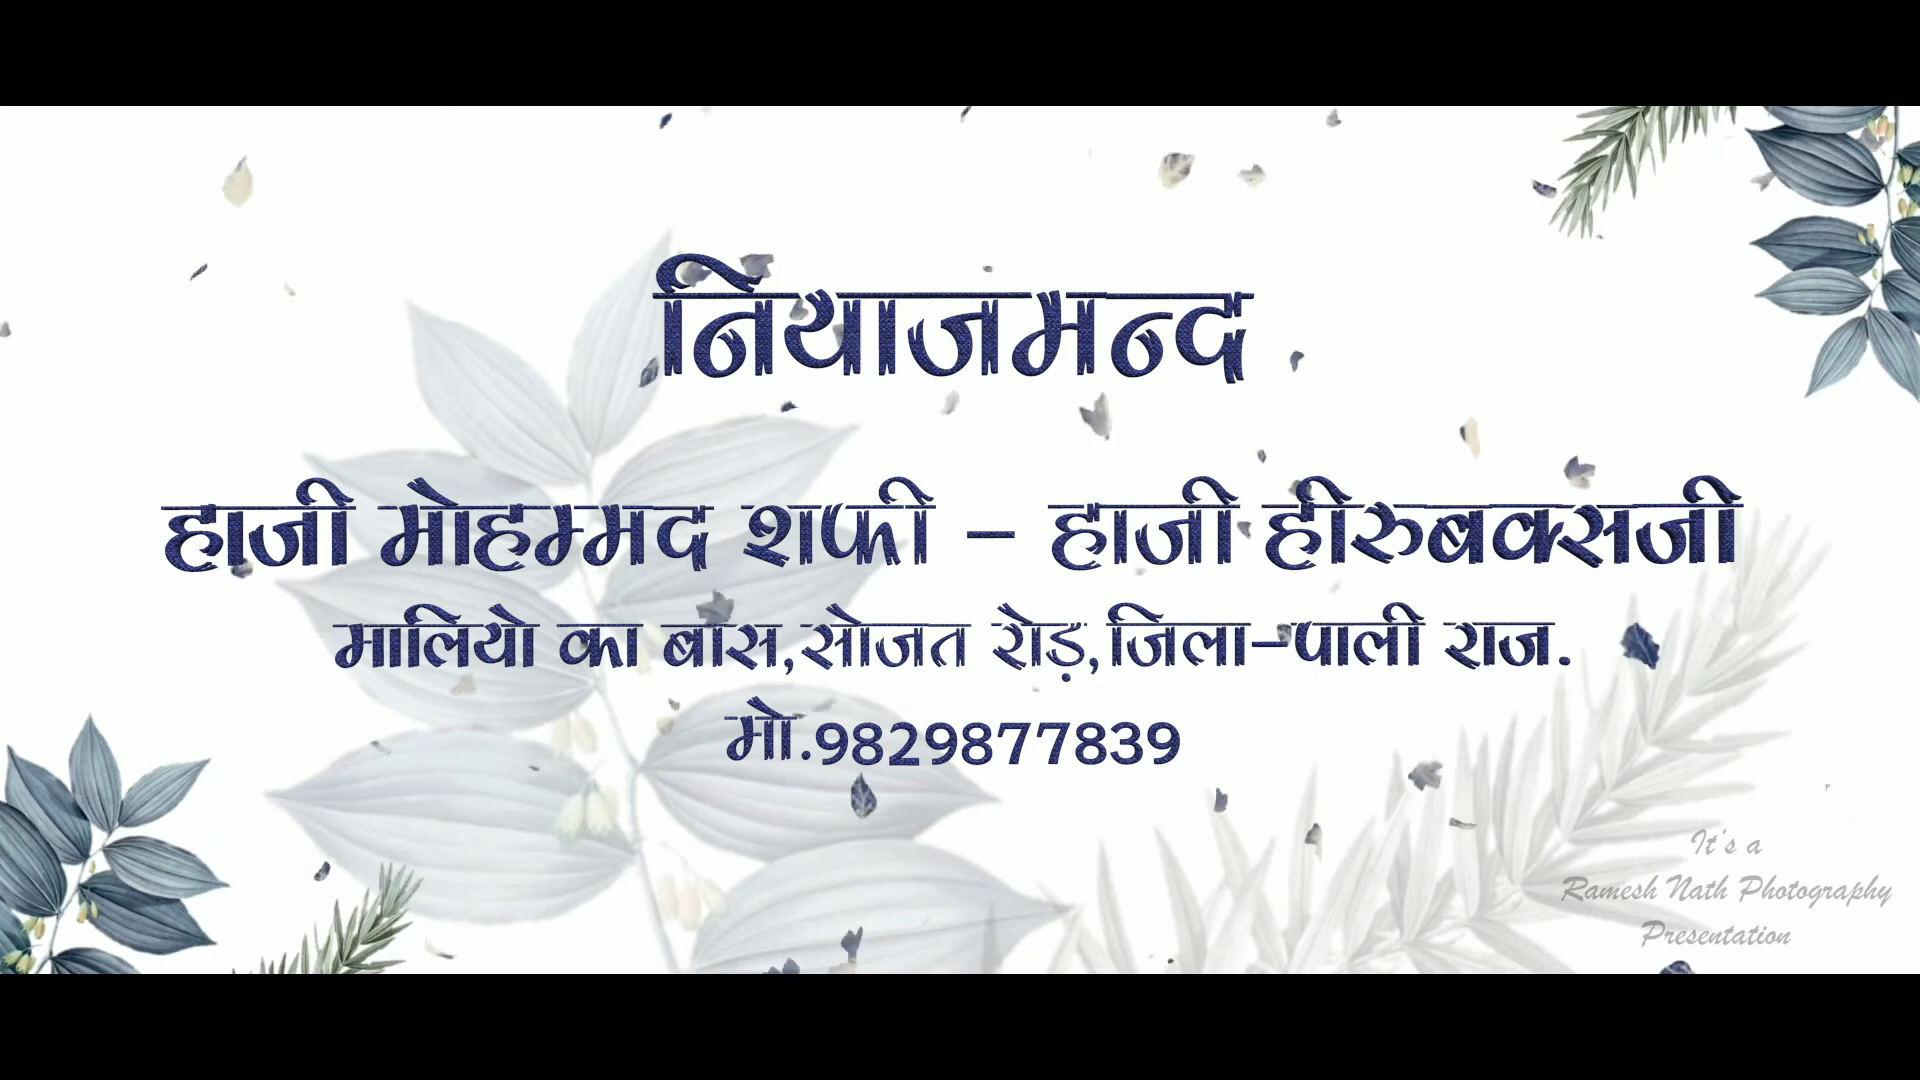 नियाजमन्द
हाजी मोहम्मद शफी - हाजी हीरुबक्सजी
मालियो का बास,सोजत रोड़,जिला-पाली राज.
मो.9829877839
It's a
Ramesh Nath Photography
Presentation